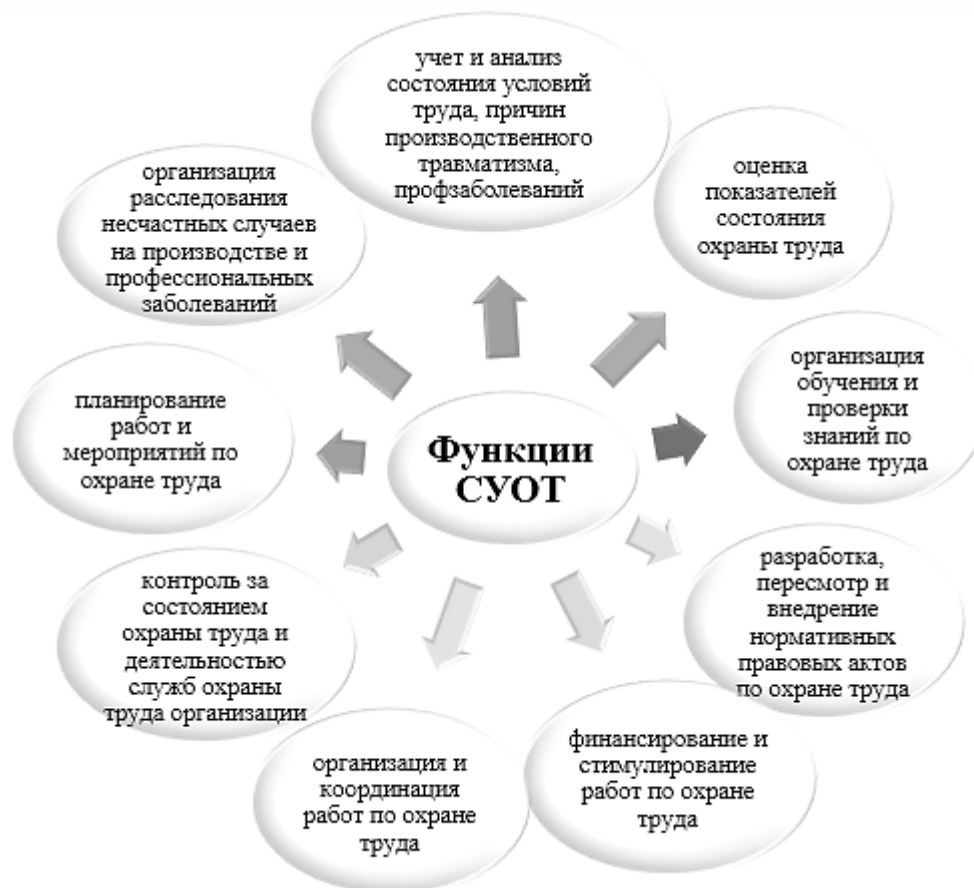 учет и анализ
состояния условий
труда, причин
производственного
травматизма,
профзаболеваний
оценка
показателей
состояния
охраны труда
организация
обучения и
проверки
знаний по
охране труда
разработка,
пересмотр и
внедрение
нормативных
правовых актов
по охране труда
финансирование и
стимулирование
работ по охране
труда
организация и
координация
работ по охране
труда
контроль за
состоянием
охраны труда и
деятельностью
служб охраны
труда организации
планирование
работ и
мероприятий по
охране труда
организация
расследования
несчастных случаев
на производстве и
профессиональных
заболеваний
Функции
СУОТ